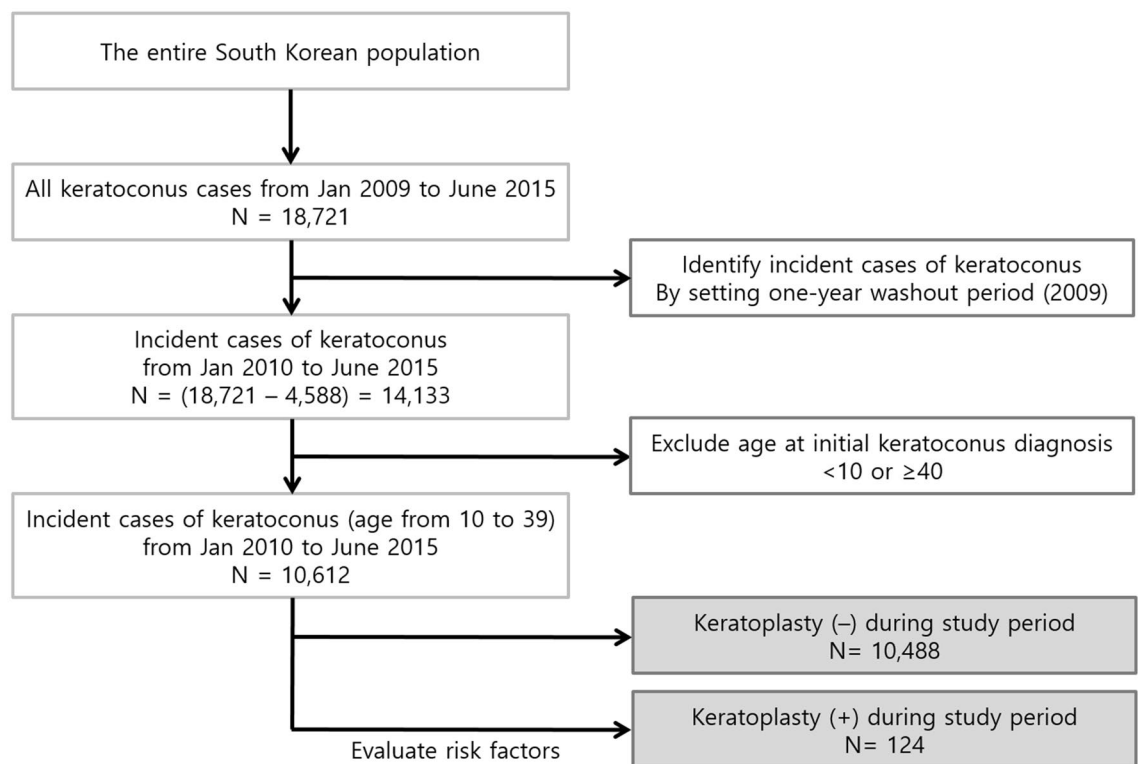 The entire South Korean population
All keratoconus cases from Jan 2009 to June 2015
N = 18,721
Identify incident cases of keratoconus
By setting one-year washout period (2009)
Incident cases of keratoconus
from Jan 2010 to June 2015
N = (18,721 – 4,588) = 14,133
Exclude age at initial keratoconus diagnosis
<10 or ≥40
Incident cases of keratoconus (age from 10 to 39)
from Jan 2010 to June 2015
N = 10,612
Keratoplasty (–) during study period
N= 10,488
Keratoplasty (+) during study period
N= 124
Evaluate risk factors